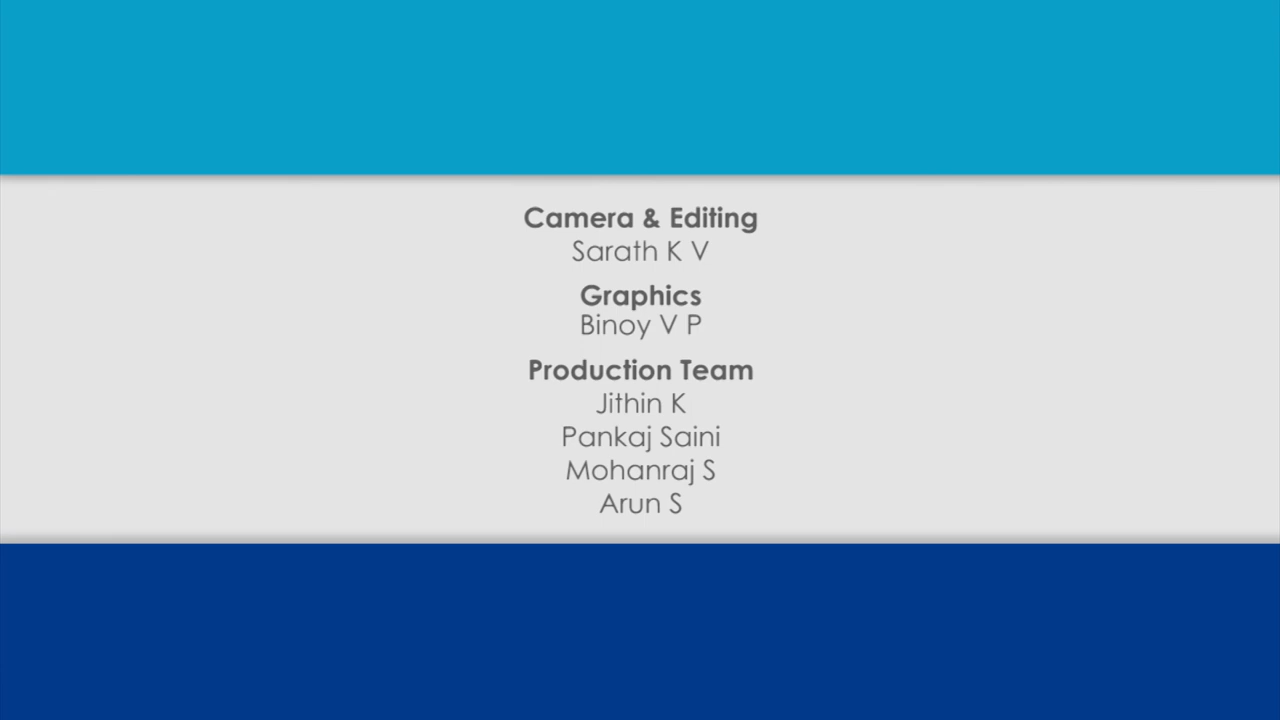 Camera & Editing
Sarath K V
Graphics
Binoy V P
Production Team
Jithin K
Pankaj Saini
Mohanraj S
Arun S